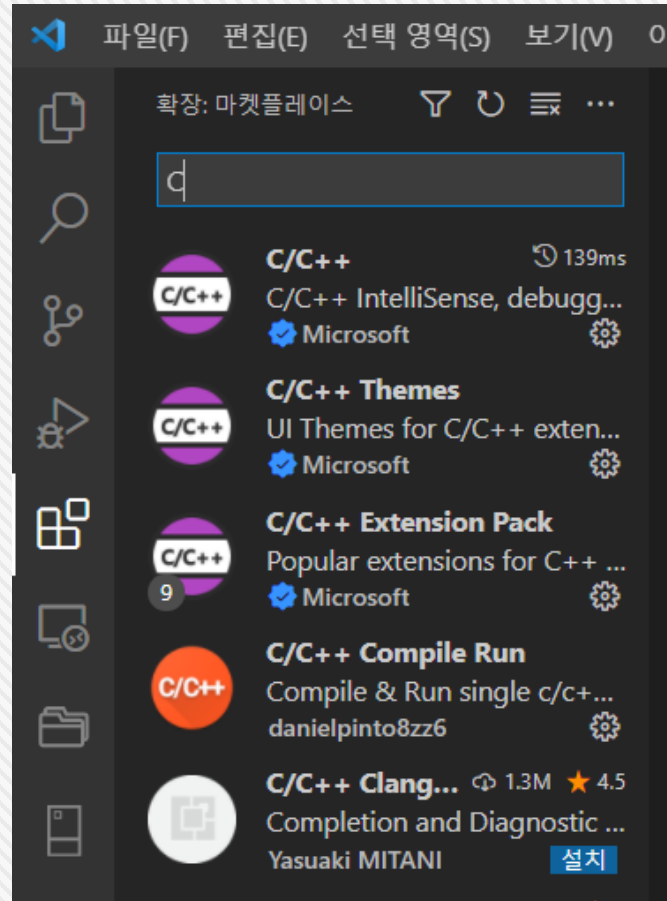 파일(F) 편집(E) 선택 영역(S) 보기(V)
확장: 마켓플레이스
C
C/C++ 139ms
C/C++
C/C++ IntelliSense, debugg...
Microsoft
C/C++ Themes
C/C++
UI Themes for C/C++ exten...
Microsoft
C/C++ Extension Pack
C/C++
Popular extensions for C++ ...
9
Microsoft
C/C++ Compile Run
C/C++
Compile & Run single c/c+...
danielpinto8zz6
C/C++ Clang... 1.3M 4.5
Completion and Diagnostic ...
Yasuaki MITANI 설치